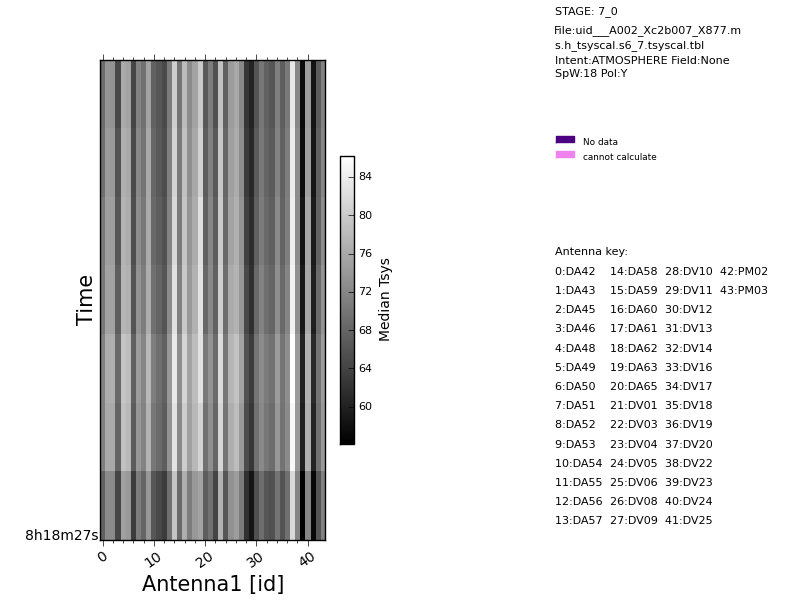 STAGE: 7_0
File:uid___A002_Xc2b007_X877.m
s.h_tsyscal.s6_7.tsyscal.tbl
Intent:ATMOSPHERE Field:None
SpW:18 Pol:Y
No data
cannot calculate
84
80
76
72
68
64
60
Median Tsys
Time
8h18m27s
0 10 20 30 40
Antenna1 [id]
Antenna key:
0:DA42 14:DA58 28:DV10 42:PM02
1:DA43 15:DA59 29:DV11 43:PM03
2:DA45 16:DA60 30:DV12
3:DA46 17:DA61 31:DV13
4:DA48 18:DA62 32:DV14
5:DA49 19:DA63 33:DV16
6:DA50 20:DA65 34:DV17
7:DA51 21:DV01 35:DV18
8:DA52 22:DV03 36:DV19
9:DA53 23:DV04 37:DV20
10:DA54 24:DV05 38:DV22
11:DA55 25:DV06 39:DV23
12:DA56 26:DV08 40:DV24
13:DA57 27:DV09 41:DV25